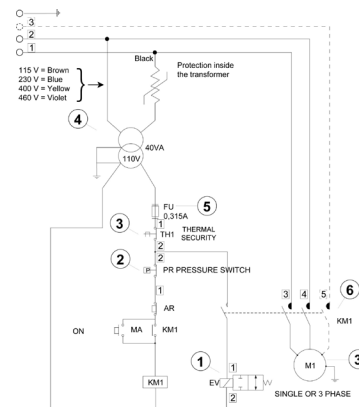 3
2
1
Black
Protection inside
the transformer
115 V = Brown
230 V = Blue
400 V = Yellow
460 V = Violet
4
40VA
110V
FU
0,315A
5
1
3
TH1
THERMAL
SECURITY
2
2
2
P
PR PRESSURE SWITCH
1
AR
ON
MA
KM1
KM1
3
4
5
6
KM1
1
1
EV
2
M1
3
SINGLE OR 3 PHASE